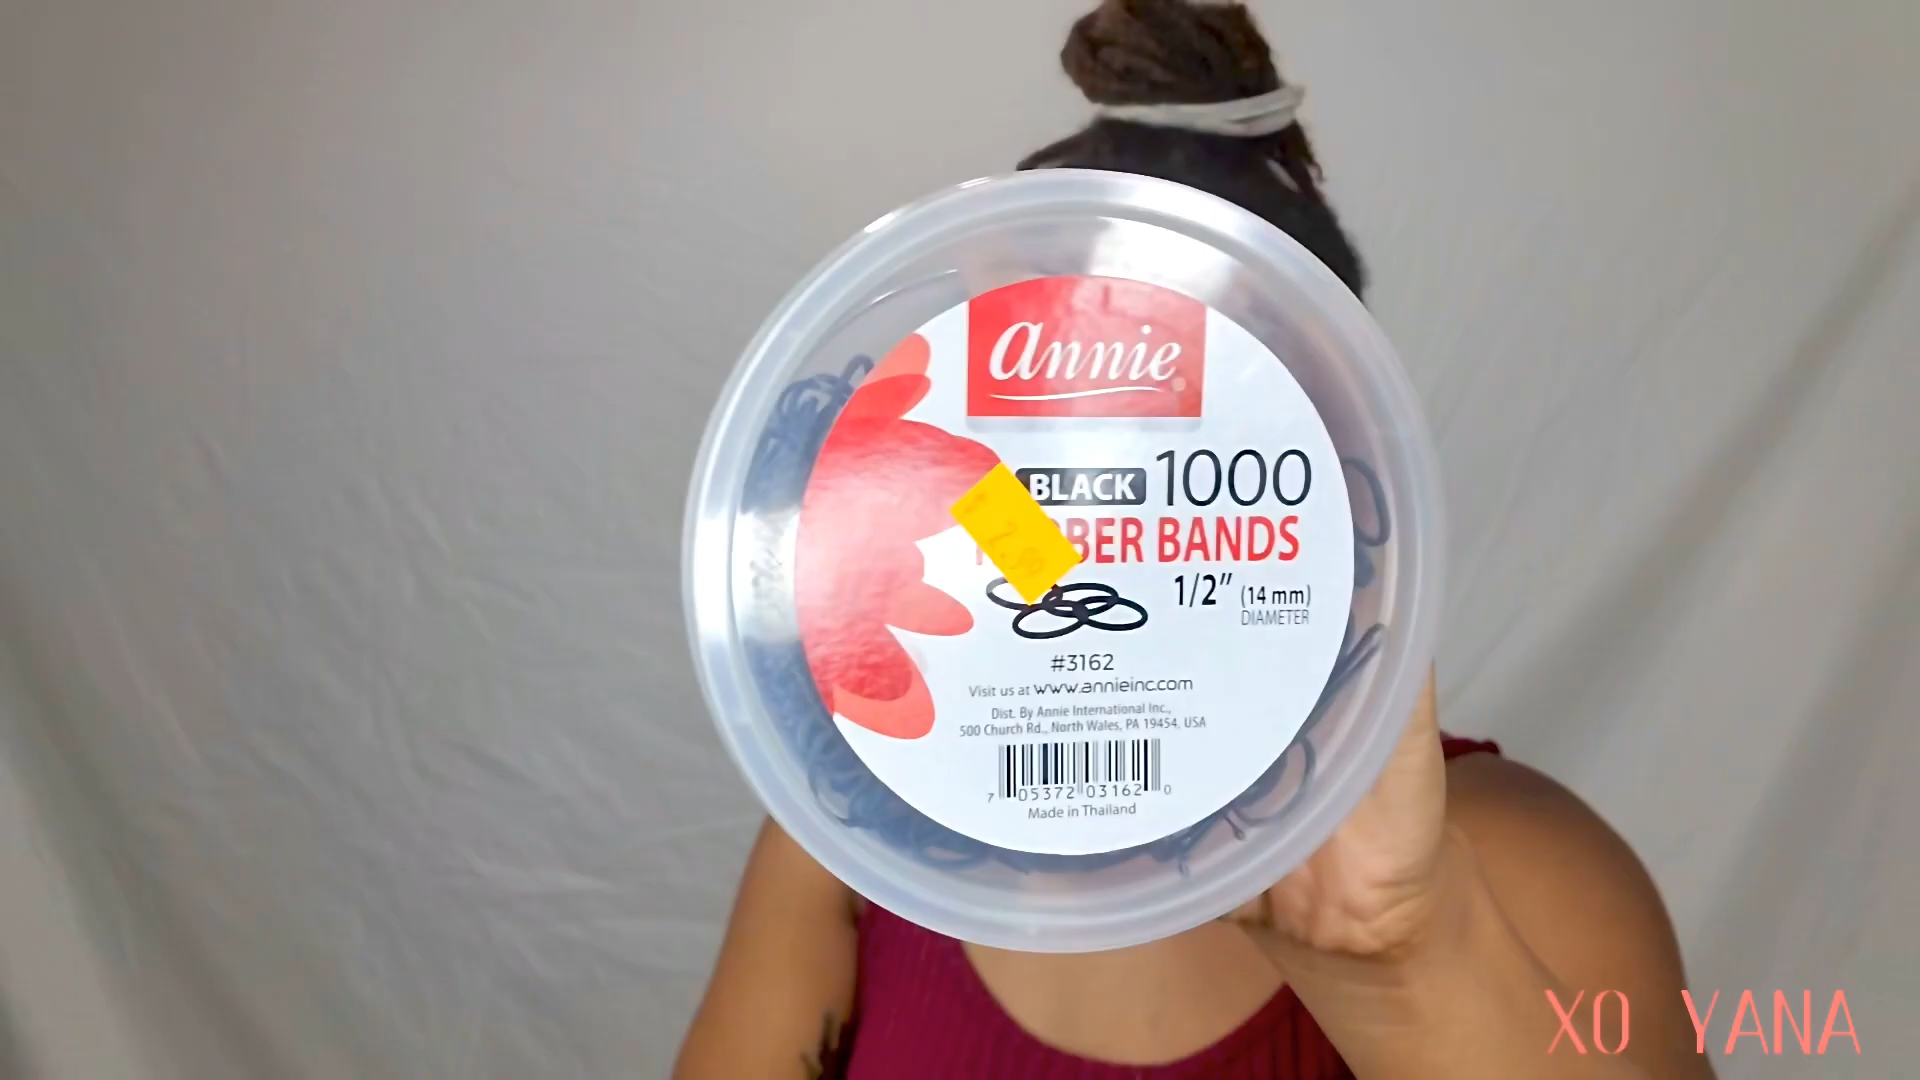 annie®
BLACK 1000
BER BANDS
1/2" (14 mm)
DIAMETER
#3162
Visit us at www.annieinc.com
Dist. By Annie International Inc.,
500 Church Rd., North Wales, PA 19454, USA
7 05372 03162 0
Made in Thailand
XO YANA